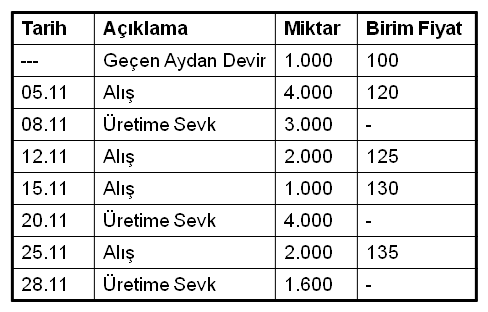 Tarih Açıklama Miktar Birim Fiyat
--- Geçen Aydan Devir 1.000 100
05.11 Alış 4.000 120
08.11 Üretime Sevk 3.000 -
12.11 Alış 2.000 125
15.11 Alış 1.000 130
20.11 Üretime Sevk 4.000 -
25.11 Alış 2.000 135
28.11 Üretime Sevk 1.600 -